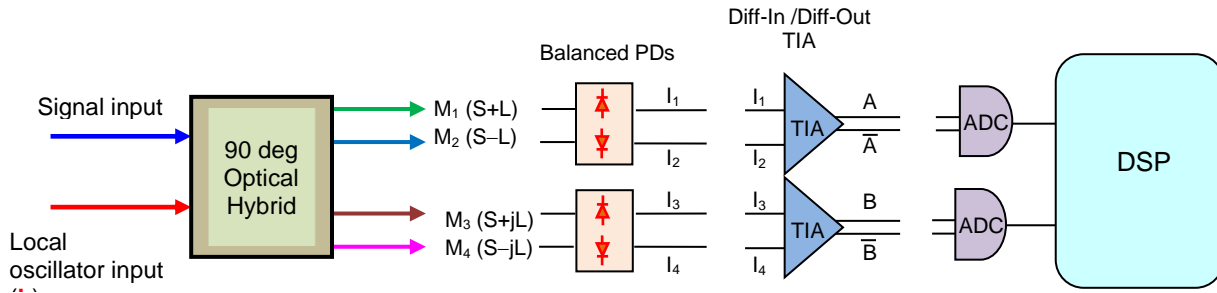 Diff-In /Diff-Out
TIA
Balanced PDs
Signal input
90 deg
Optical
Hybrid
Local
oscillator input
M₁ (S+L)
M₂ (S–L)
M₃ (S+jL)
M₄ (S–jL)
I₁
I₂
I₃
I₄
I₁
I₂
I₃
I₄
TIA
TIA
A
A̅
B
B̅
ADC
ADC
DSP